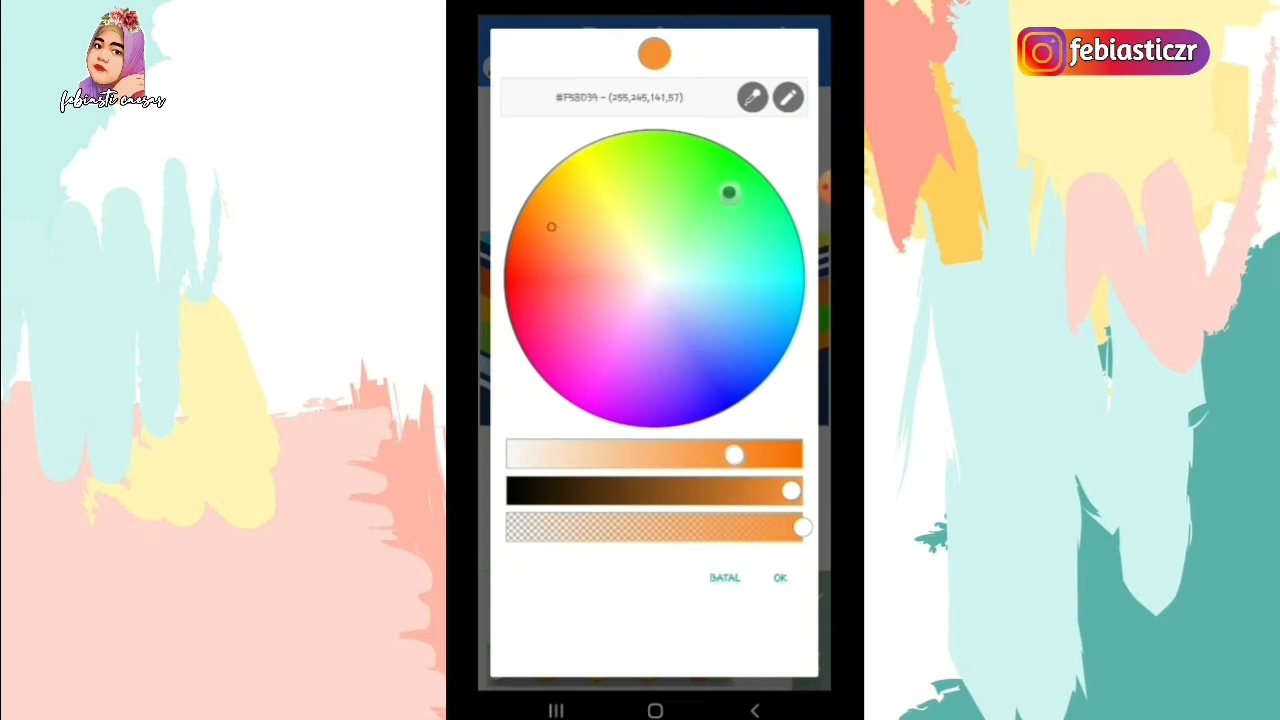 febiasti caesar
febiasticzr
#F58D39 - (255,245,141,57)
BATAL OK